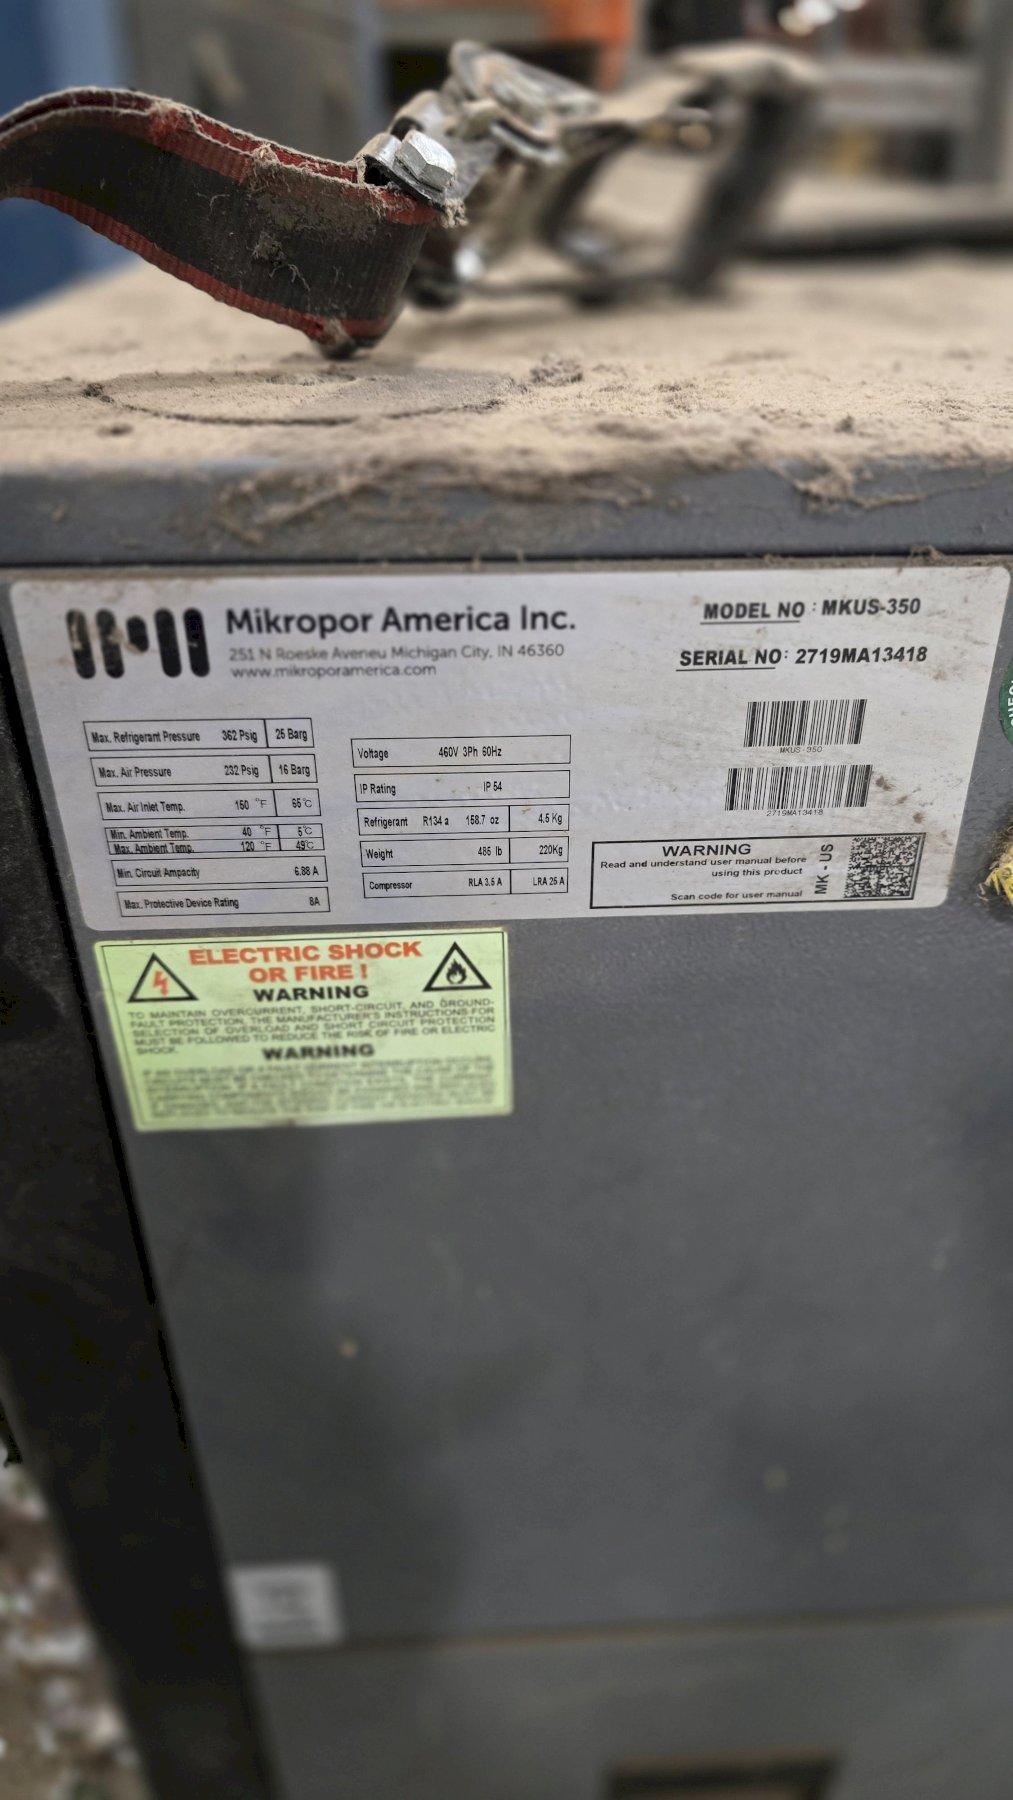 Mikropor America Inc.
251 N Roeske Aveneu Michigan City, IN 46360
www.mikroporamerica.com
MODEL NO : MKUS-350
SERIAL NO: 2719MA13418
Max. Refrigerant Pressure 362 Psig 25 Barg
Max. Air Pressure 232 Psig 16 Barg
Max. Air Inlet Temp. 150 °F 65°C
Min. Ambient Temp. 40 °F 5°C
Max. Ambient Temp. 120 °F 49°C
Min. Circuit Ampacity 6.88 A
Max. Protective Device Rating 8A
Voltage 460V 3Ph 60Hz
IP Rating IP 54
Refrigerant R134 a 158.7 oz 4.5 Kg
Weight 485 lb 220Kg
Compressor RLA 3.5 A LRA 25 A
MKUS-350
2719MA13418
WARNING
Read and understand user manual before
using this product
Scan code for user manual
MK - US
ELECTRIC SHOCK
OR FIRE !
WARNING
TO MAINTAIN OVERCURRENT, SHORT-CIRCUIT, AND GROUND-
FAULT PROTECTION, THE MANUFACTURER'S INSTRUCTIONS FOR
SELECTION OF OVERLOAD AND SHORT CIRCUIT PROTECTION
MUST BE FOLLOWED TO REDUCE THE RISK OF FIRE OR ELECTRIC
SHOCK.
WARNING